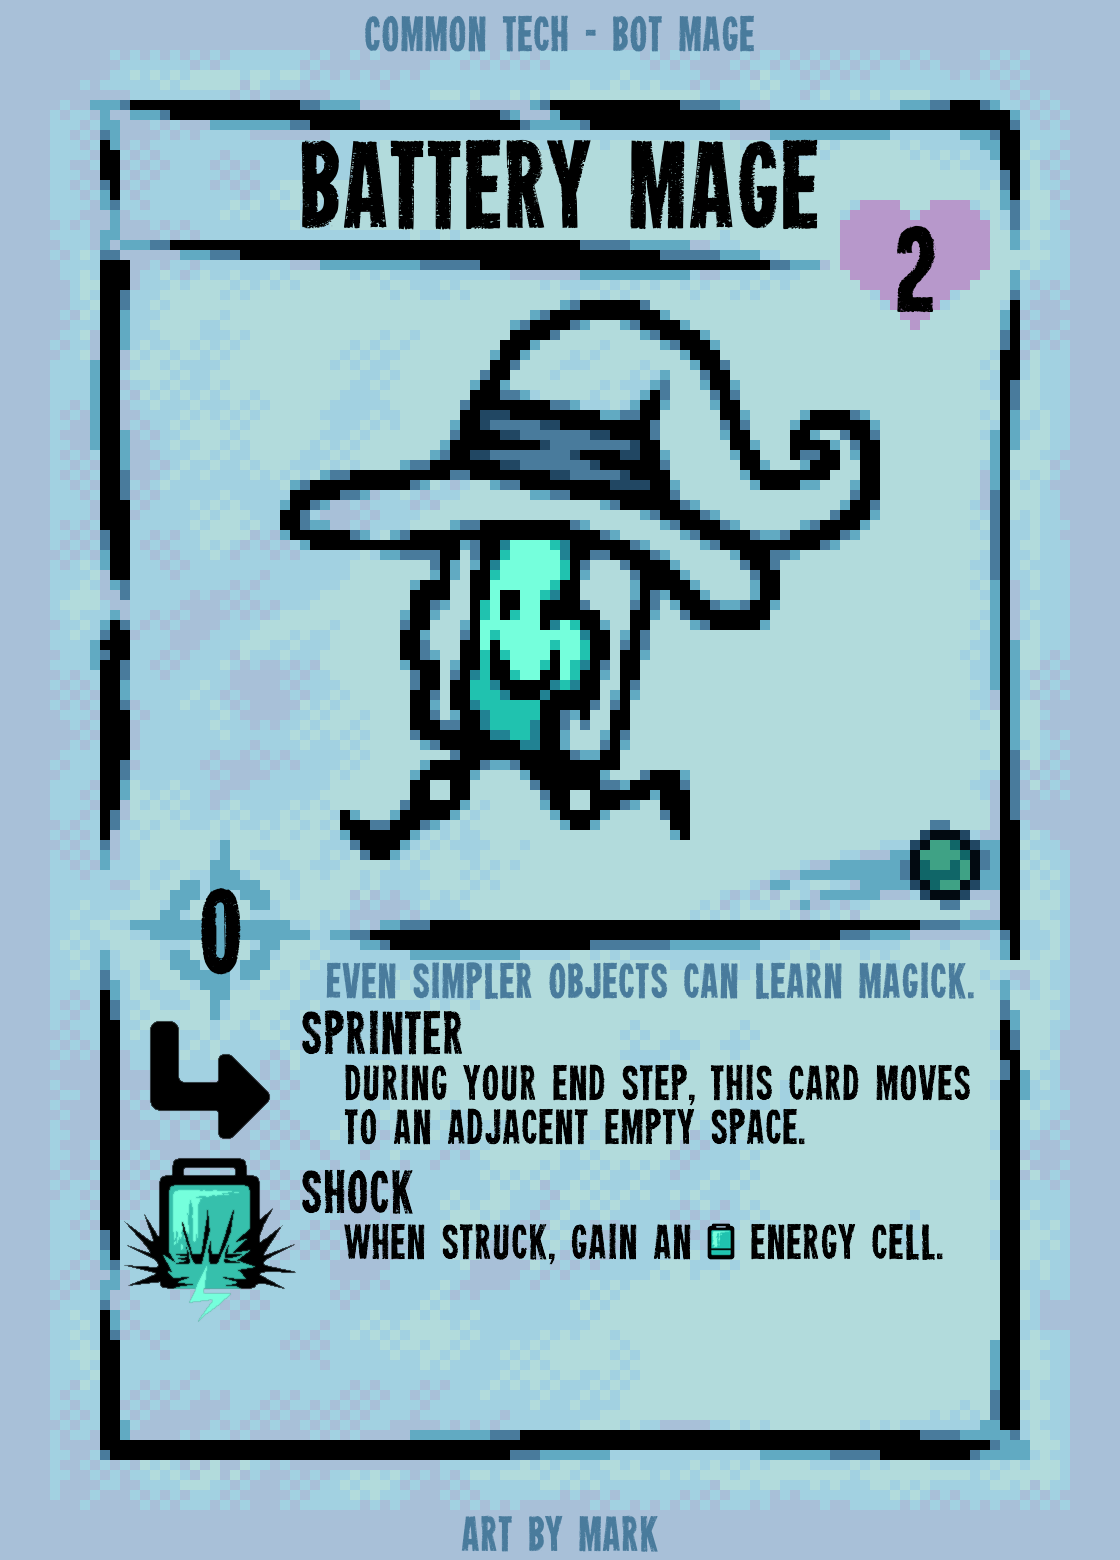 COMMON TECH - BOT MAGE
BATTERY MAGE
2
0
EVEN SIMPLER OBJECTS CAN LEARN MAGICK.
SPRINTER
DURING YOUR END STEP, THIS CARD MOVES
TO AN ADJACENT EMPTY SPACE.
SHOCK
WHEN STRUCK, GAIN AN ENERGY CELL.
ART BY MARK